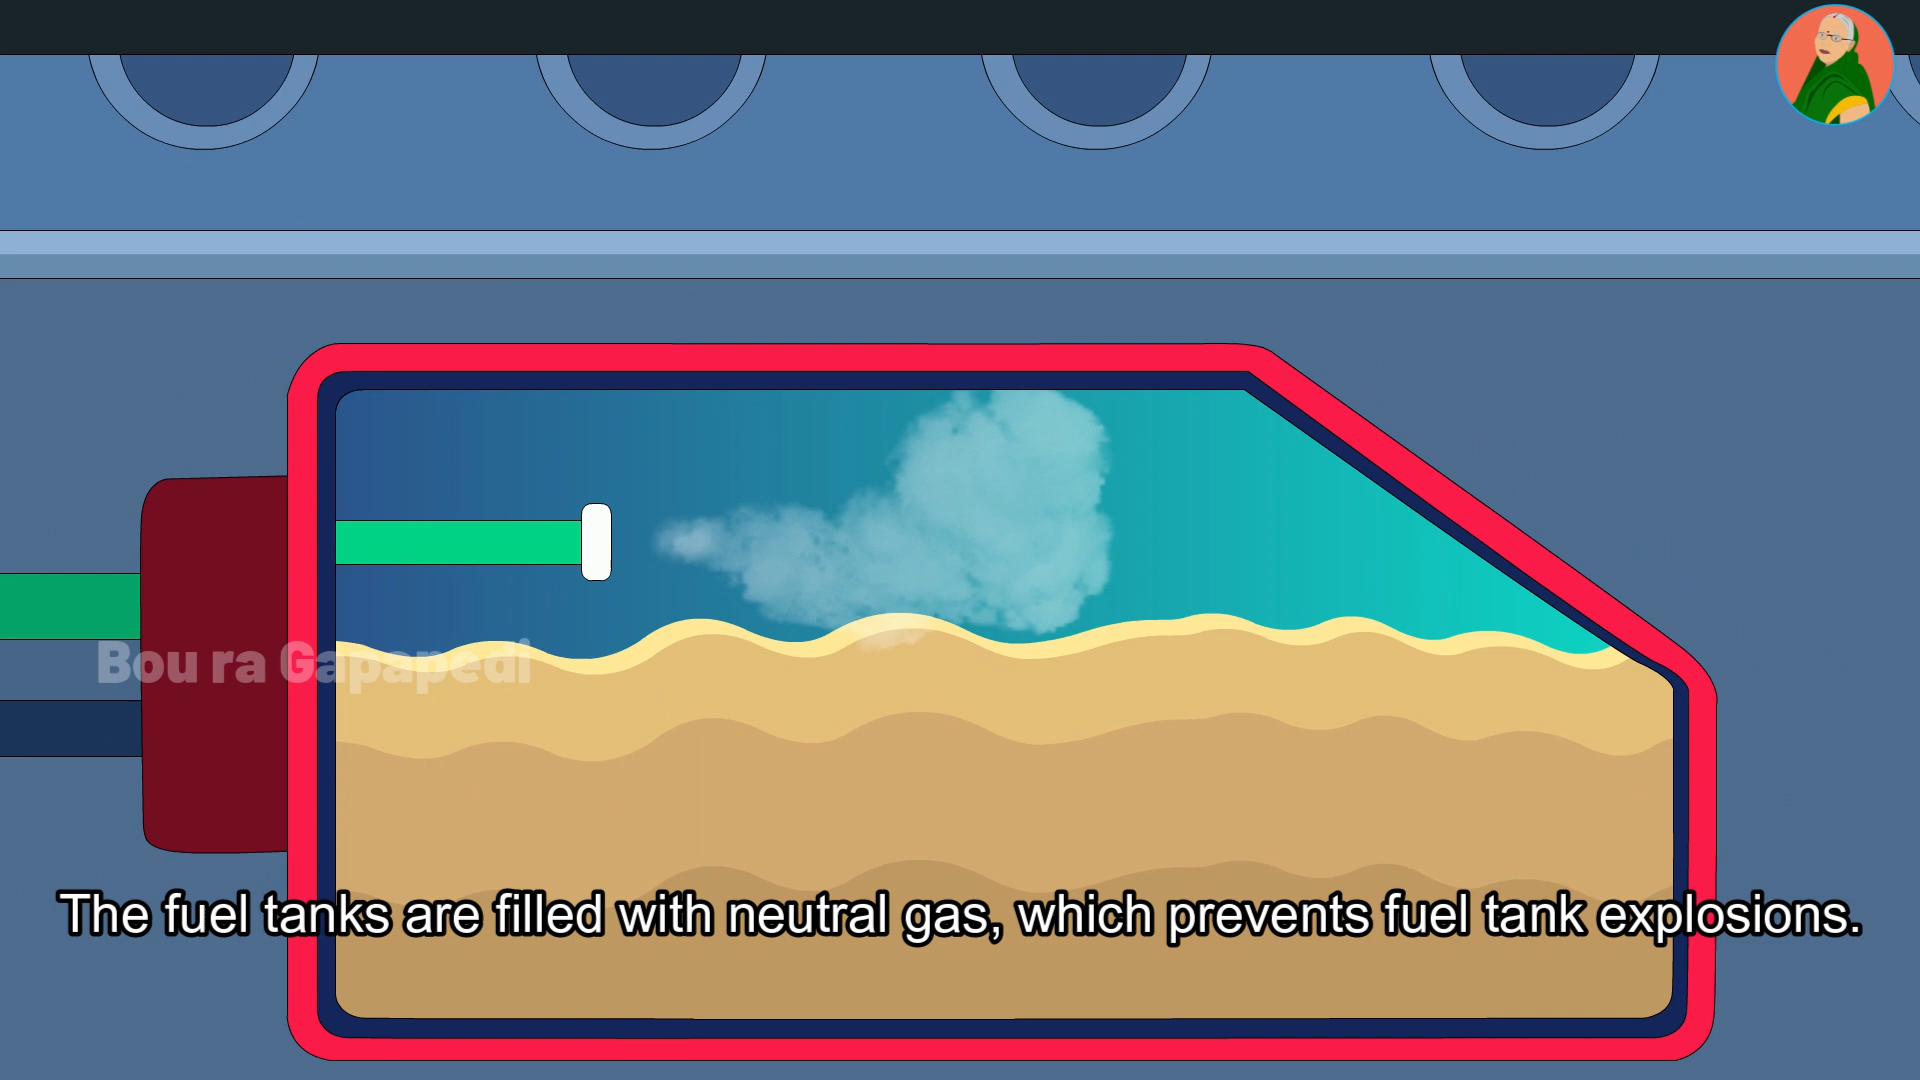 Bou ra Gapapedi
The fuel tanks are filled with neutral gas, which prevents fuel tank explosions.